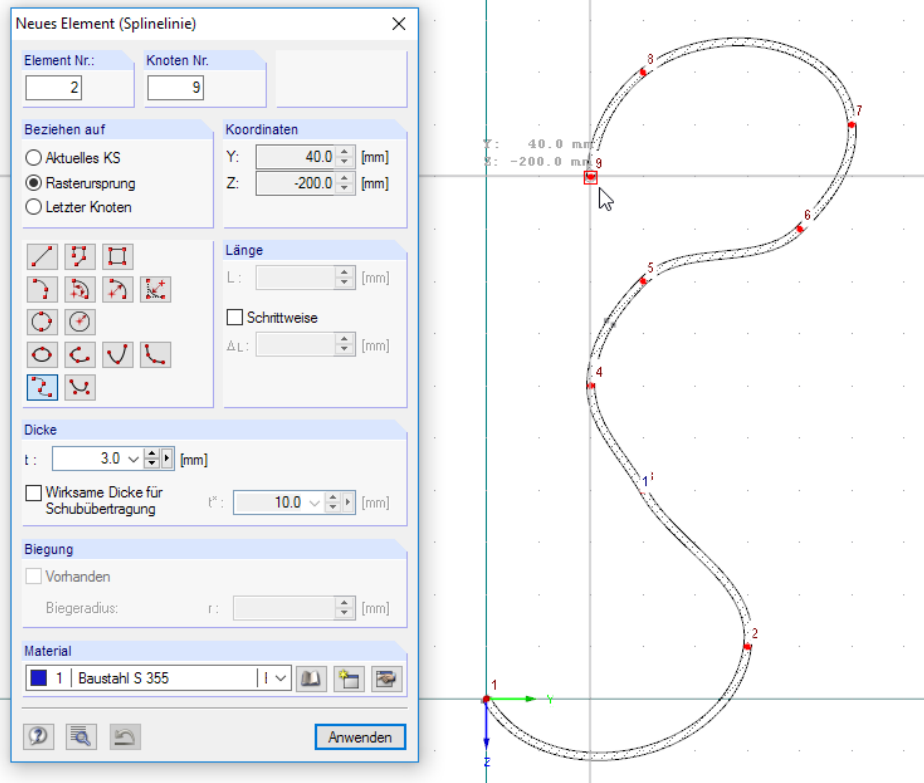 Neues Element (Splinelinie)
Element Nr.:
Knoten Nr.
2
9
Beziehen auf
Aktuelles KS
Rasterursprung
Letzter Knoten
Koordinaten
Y: 40.0 [mm]
Z: -200.0 [mm]
Länge
L : [mm]
Schrittweise
ΔL: [mm]
Dicke
t : 3.0 [mm]
Wirksame Dicke für
Schubübertragung
t*: 10.0 [mm]
Biegung
Vorhanden
Biegeradius: r : [mm]
Material
1 Baustahl S 355
Anwenden
8
7
Y: 40.0 mm
Z: -200.0 mm
9
6
5
4
1
2
1
Y
Z